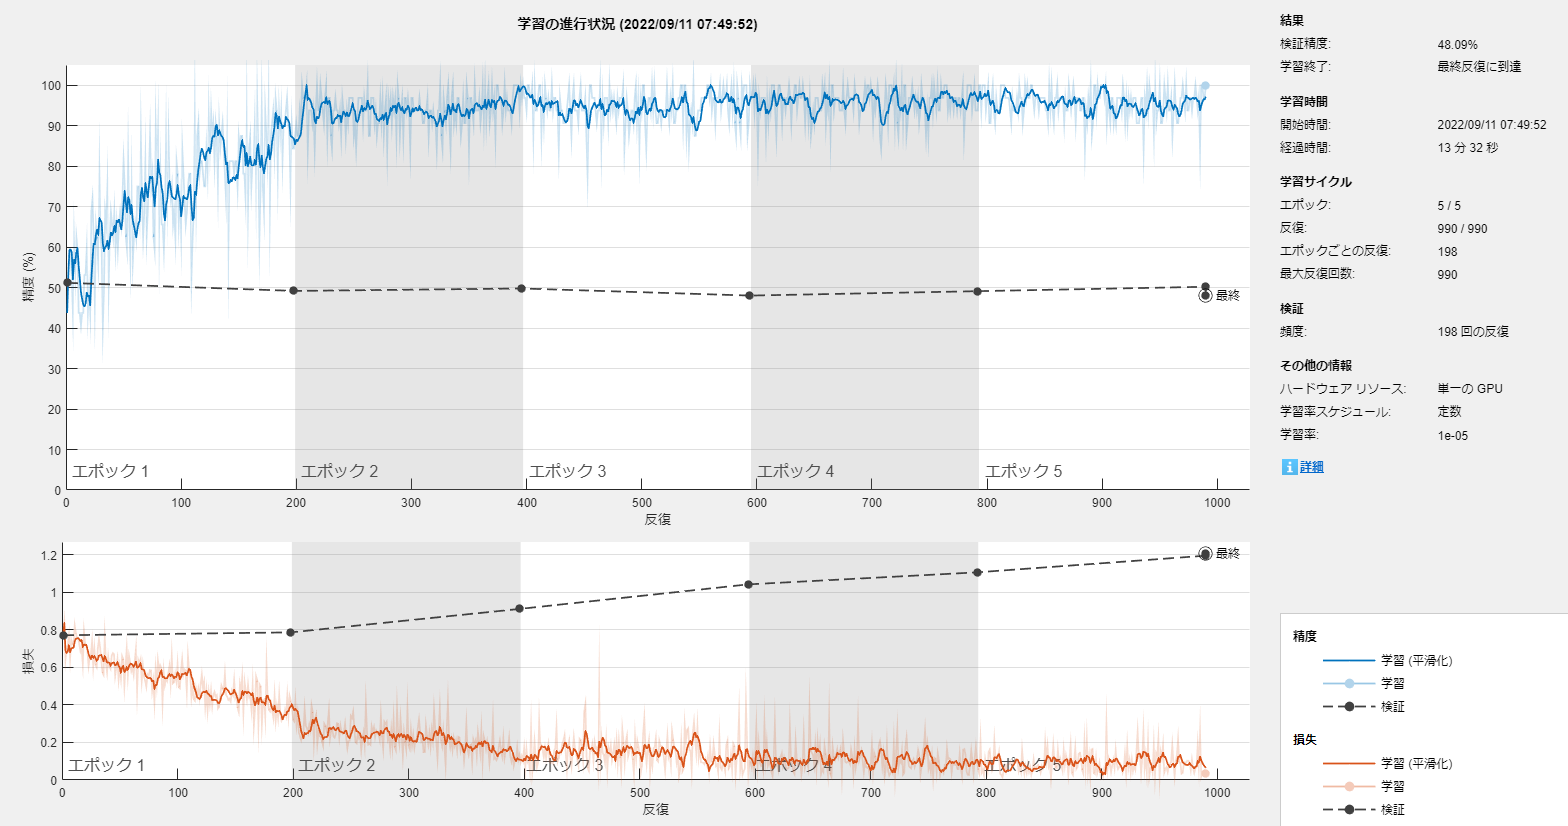 学習の進行状況 (2022/09/11 07:49:52)
精度 (%)
100
90
80
70
60
50
40
30
20
10
0
最終
エポック 1
エポック 2
エポック 3
エポック 4
エポック 5
0 100 200 300 400 500 600 700 800 900 1000
反復
損失
1.2
1
0.8
0.6
0.4
0.2
0
最終
エポック 1
エポック 2
エポック 3
エポック 4
エポック 5
0 100 200 300 400 500 600 700 800 900 1000
反復
結果
検証精度: 48.09%
学習終了: 最終反復に到達
学習時間
開始時間: 2022/09/11 07:49:52
経過時間: 13 分 32 秒
学習サイクル
エポック: 5 / 5
反復: 990 / 990
エポックごとの反復: 198
最大反復回数: 990
検証
頻度: 198 回の反復
その他の情報
ハードウェア リソース: 単一の GPU
学習率スケジュール: 定数
学習率: 1e-05
i 詳細
精度
学習 (平滑化)
学習
検証
損失
学習 (平滑化)
学習
検証